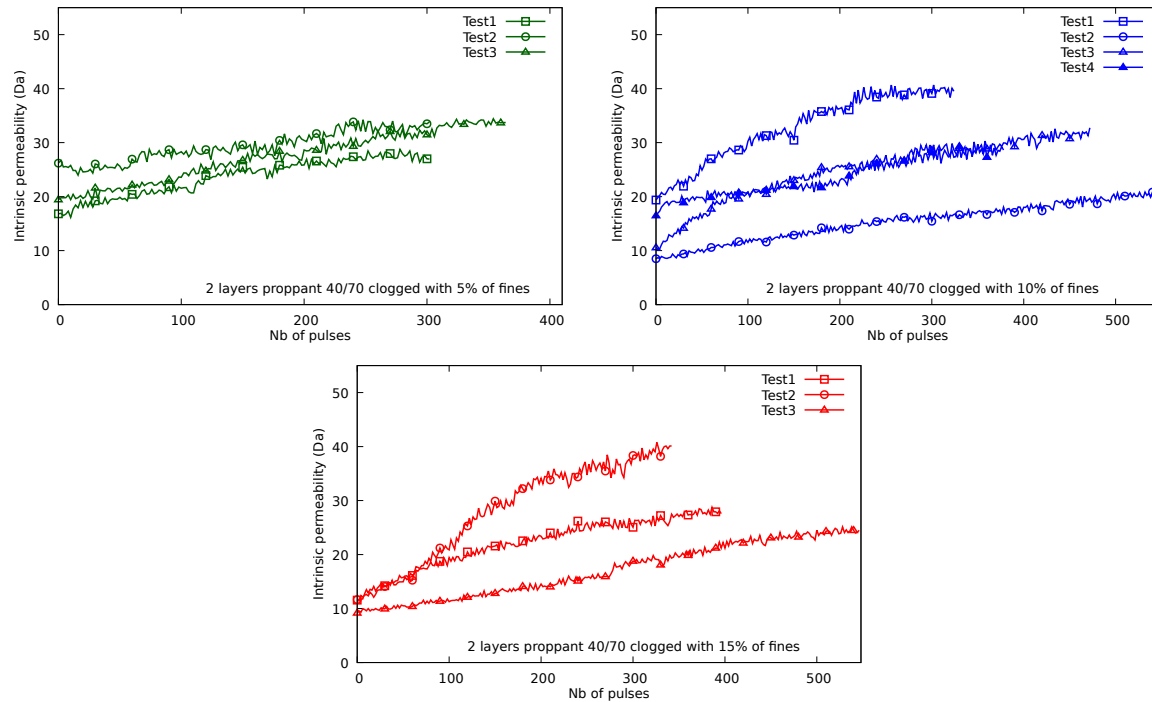 Intrinsic permeability (Da)
50
40
30
20
10
0
Test1
Test2
Test3
2 layers proppant 40/70 clogged with 5% of fines
0 100 200 300 400
Nb of pulses
Intrinsic permeability (Da)
50
40
30
20
10
0
Test1
Test2
Test3
Test4
2 layers proppant 40/70 clogged with 10% of fines
0 100 200 300 400 500
Nb of pulses
Intrinsic permeability (Da)
50
40
30
20
10
0
Test1
Test2
Test3
2 layers proppant 40/70 clogged with 15% of fines
0 100 200 300 400 500
Nb of pulses